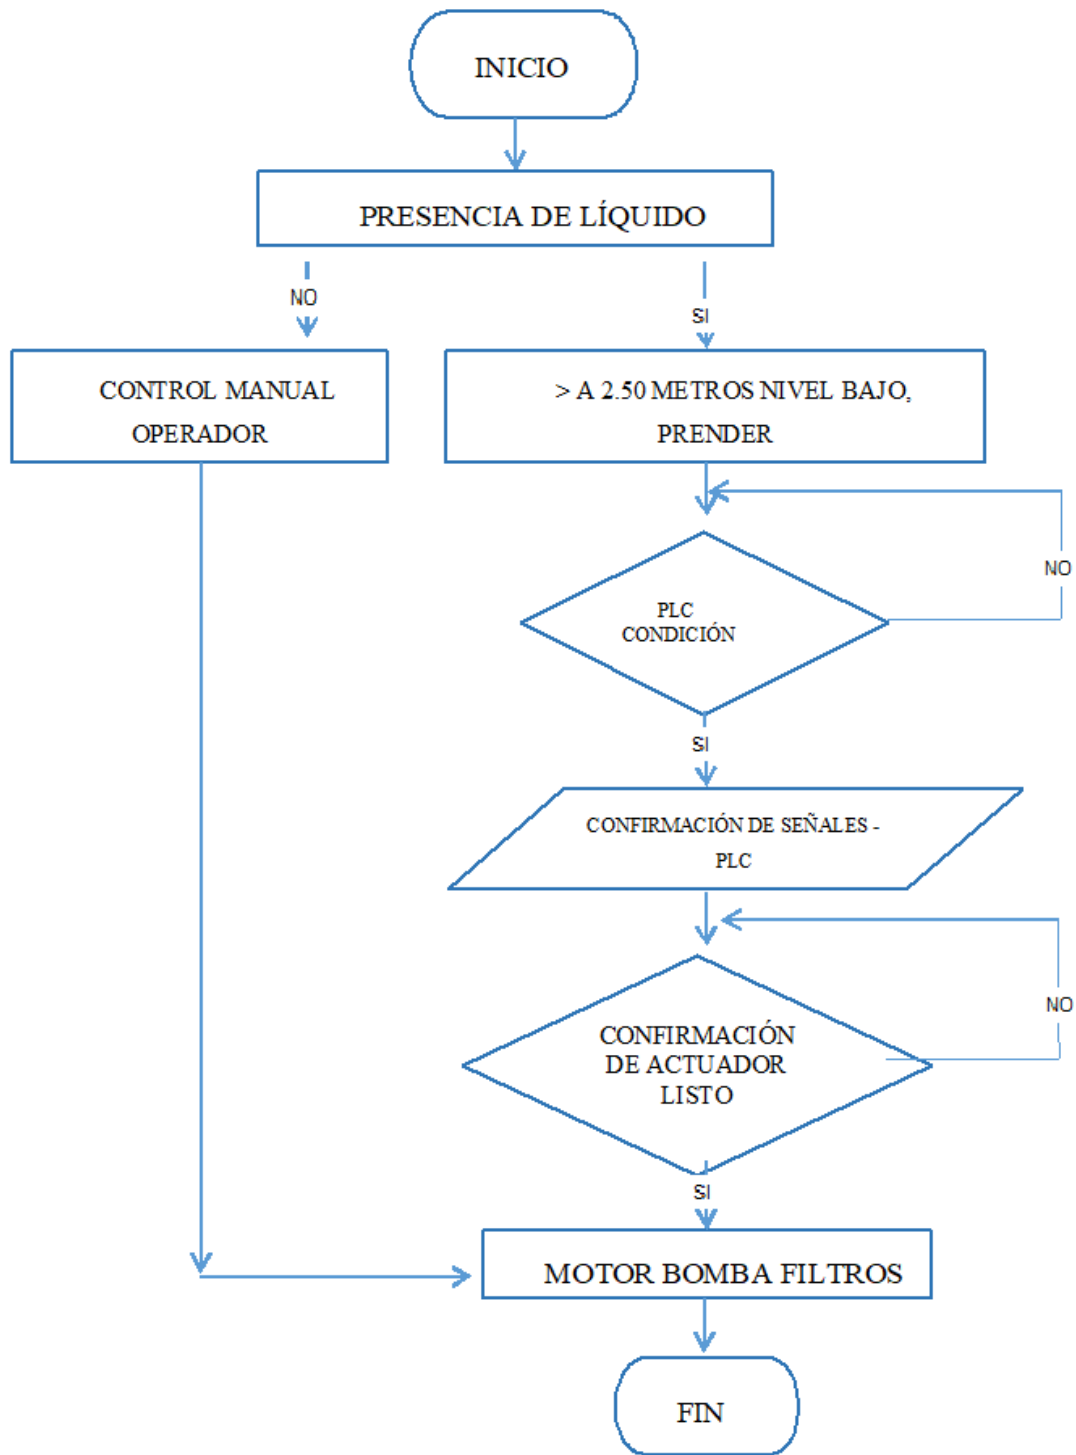 INICIO
PRESENCIA DE LÍQUIDO
NO
SI
CONTROL MANUAL
OPERADOR
> A 2.50 METROS NIVEL BAJO,
PRENDER
PLC
CONDICIÓN
NO
SI
CONFIRMACIÓN DE SEÑALES -
PLC
CONFIRMACIÓN
DE ACTUADOR
LISTO
NO
SI
MOTOR BOMBA FILTROS
FIN